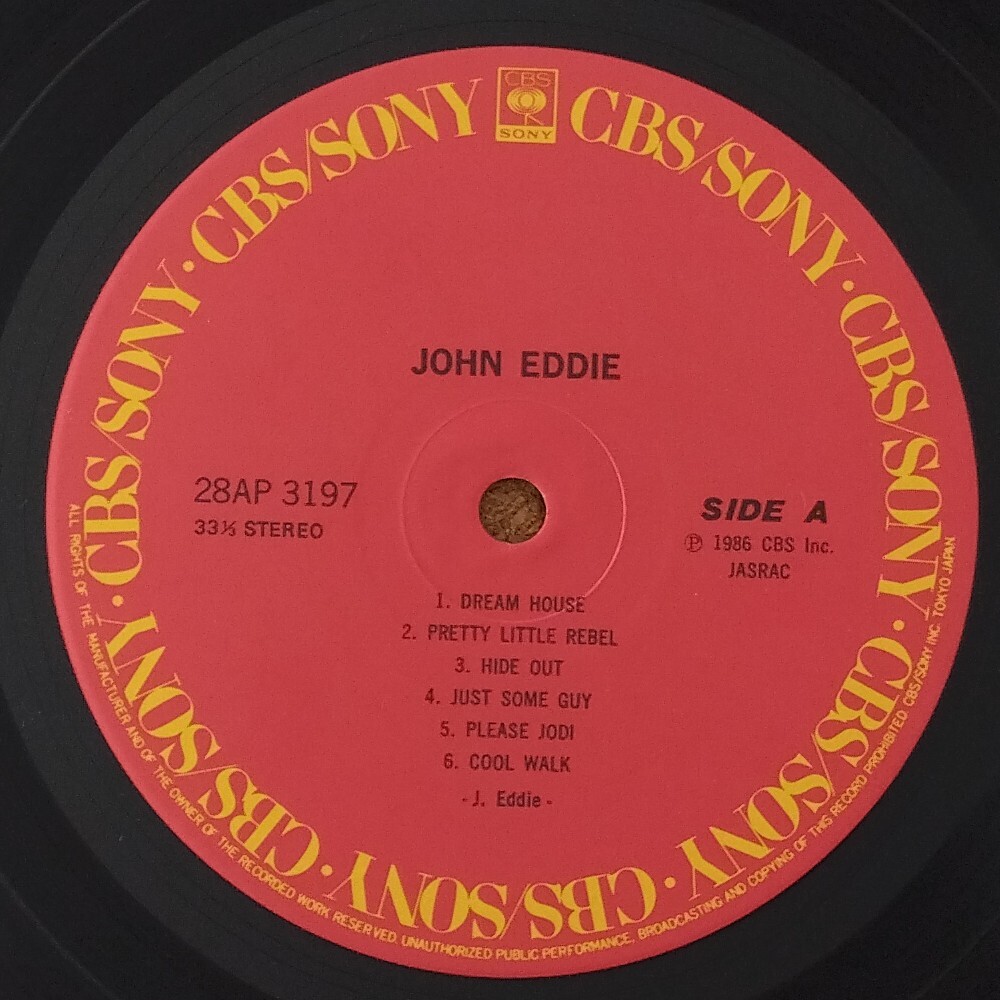 CBS
SONY
CBS/SONY · CBS/SONY · CBS/SONY · CBS/SONY · CBS/SONY · CBS/SONY · CBS/SONY · CBS/SONY
JOHN EDDIE
28AP 3197
33⅓ STEREO
SIDE A
Ⓟ 1986 CBS Inc.
JASRAC
1. DREAM HOUSE
2. PRETTY LITTLE REBEL
3. HIDE OUT
4. JUST SOME GUY
5. PLEASE JODI
6. COOL WALK
- J. Eddie -
ALL RIGHTS OF THE MANUFACTURER AND OF THE OWNER OF THE RECORDED WORK RESERVED. UNAUTHORIZED PUBLIC PERFORMANCE, BROADCASTING AND COPYING OF THIS RECORD PROHIBITED CBS/SONY INC. TOKYO JAPAN